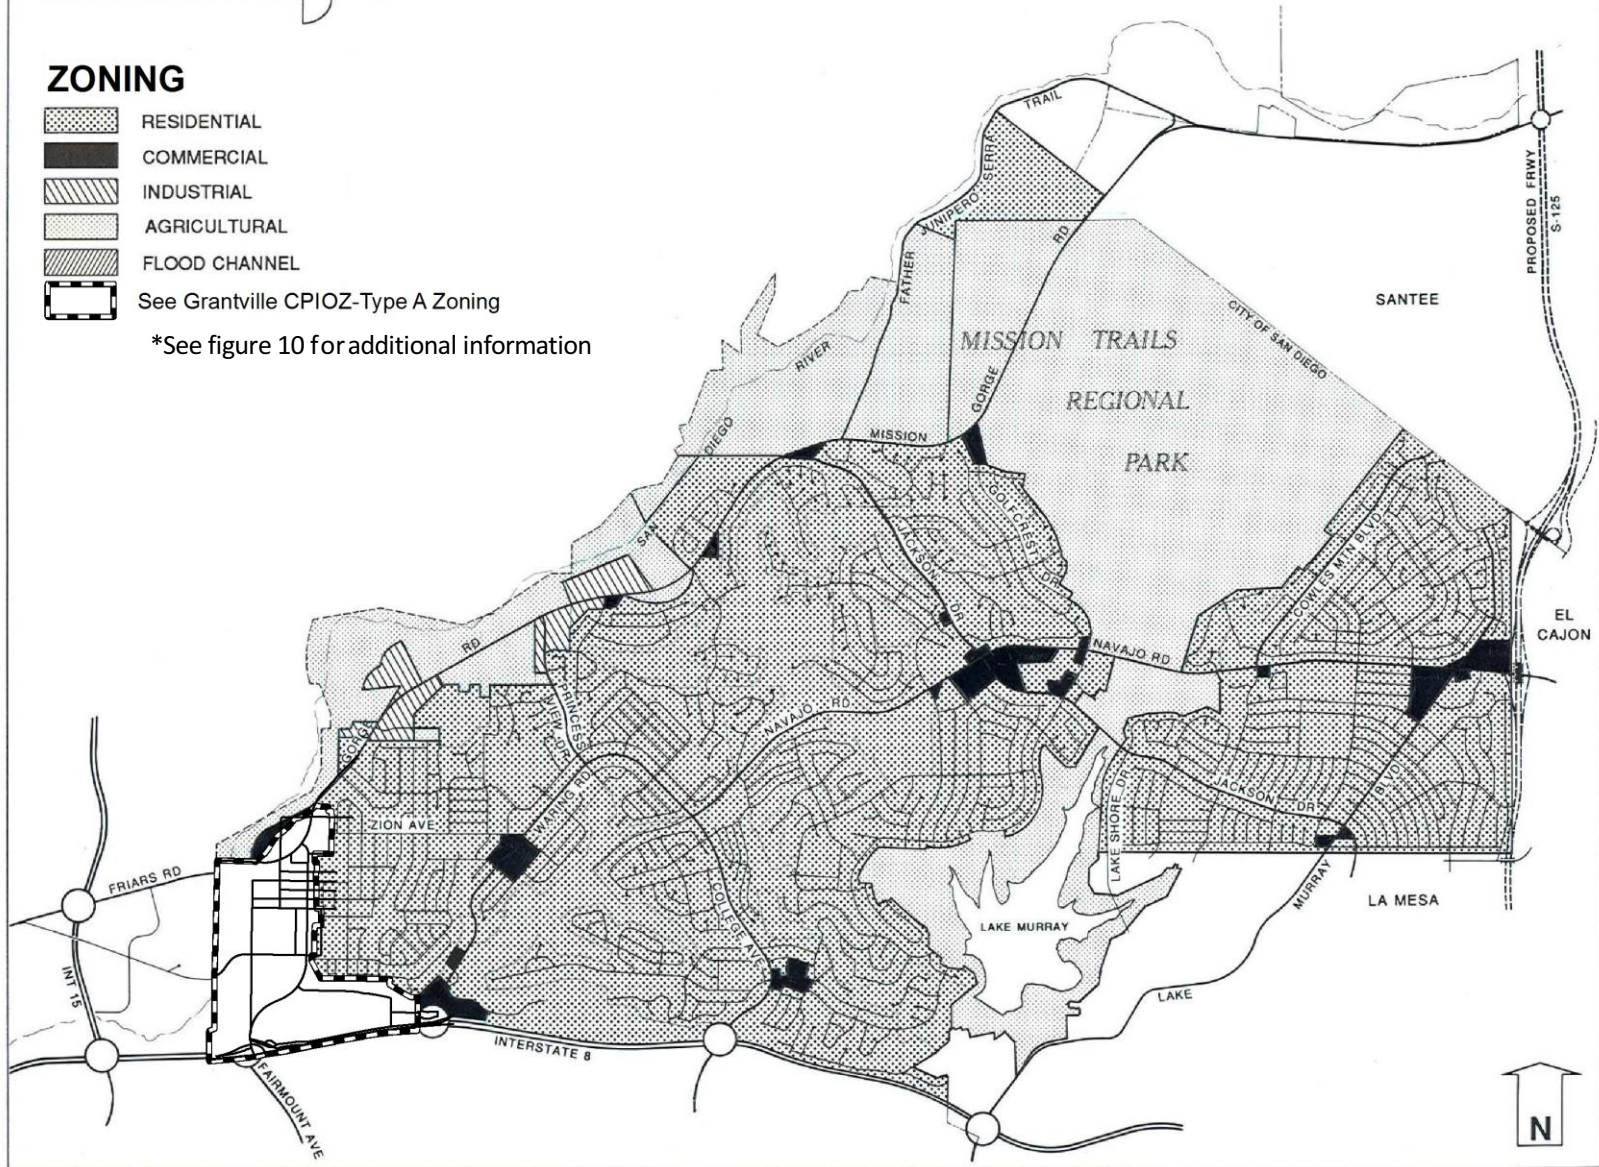 ZONING
RESIDENTIAL
COMMERCIAL
INDUSTRIAL
AGRICULTURAL
FLOOD CHANNEL
See Grantville CPIOZ-Type A Zoning
*See figure 10 for additional information
TRAIL
SERRA
JUNIPERO
FATHER
RD
GORGE
MISSION
PROPOSED FRWY
S-125
SANTEE
CITY OF SAN DIEGO
MISSION TRAILS
REGIONAL
PARK
RIVER
DIEGO
SAN
JACKSON
DR
GOLFCREST
DR
COWLES MTN BLVD
EL
CAJON
NAVAJO RD
RD
GORGE
PRINCESS
VIEW DR
NAVAJO RD
WARING RD
ZION AVE
JACKSON DR
BLVD
LAKE SHORE DR
MURRAY
LA MESA
LAKE MURRAY
COLLEGE AVE
FRIARS RD
INT 15
LAKE
INTERSTATE 8
FAIRMOUNT AVE
N